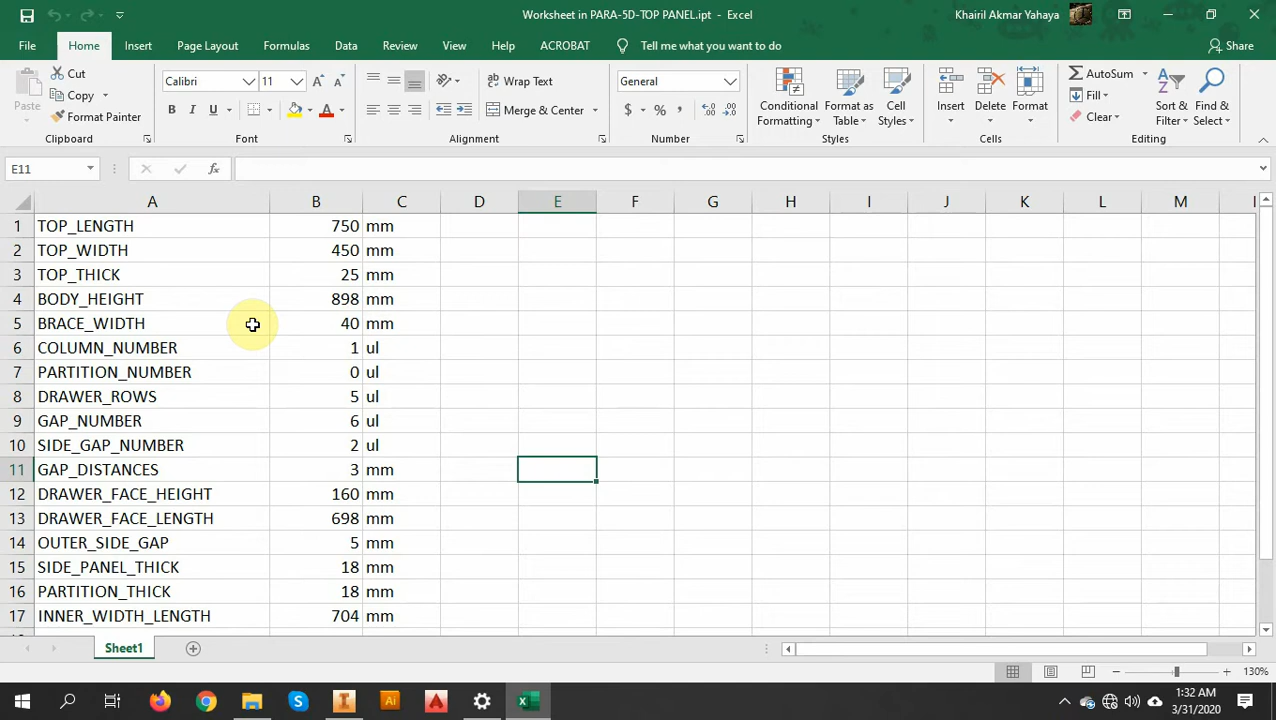 Worksheet in PARA-5D-TOP PANEL.ipt - Excel
Khairil Akmar Yahaya
File Home Insert Page Layout Formulas Data Review View Help ACROBAT Tell me what you want to do Share
Paste
Cut
Copy
Format Painter
Clipboard
Calibri 11
B I U A
Font
Wrap Text
Merge & Center
Alignment
General
$ % ,
Number
Conditional Formatting
Format as Table
Cell Styles
Styles
Insert Delete Format
Cells
AutoSum
Fill
Clear
Sort & Filter
Find & Select
Editing
E11 fx
A B C D E F G H I J K L M
1 TOP_LENGTH 750 mm
2 TOP_WIDTH 450 mm
3 TOP_THICK 25 mm
4 BODY_HEIGHT 898 mm
5 BRACE_WIDTH 40 mm
6 COLUMN_NUMBER 1 ul
7 PARTITION_NUMBER 0 ul
8 DRAWER_ROWS 5 ul
9 GAP_NUMBER 6 ul
10 SIDE_GAP_NUMBER 2 ul
11 GAP_DISTANCES 3 mm
12 DRAWER_FACE_HEIGHT 160 mm
13 DRAWER_FACE_LENGTH 698 mm
14 OUTER_SIDE_GAP 5 mm
15 SIDE_PANEL_THICK 18 mm
16 PARTITION_THICK 18 mm
17 INNER_WIDTH_LENGTH 704 mm
Sheet1
130%
1:32 AM
3/31/2020